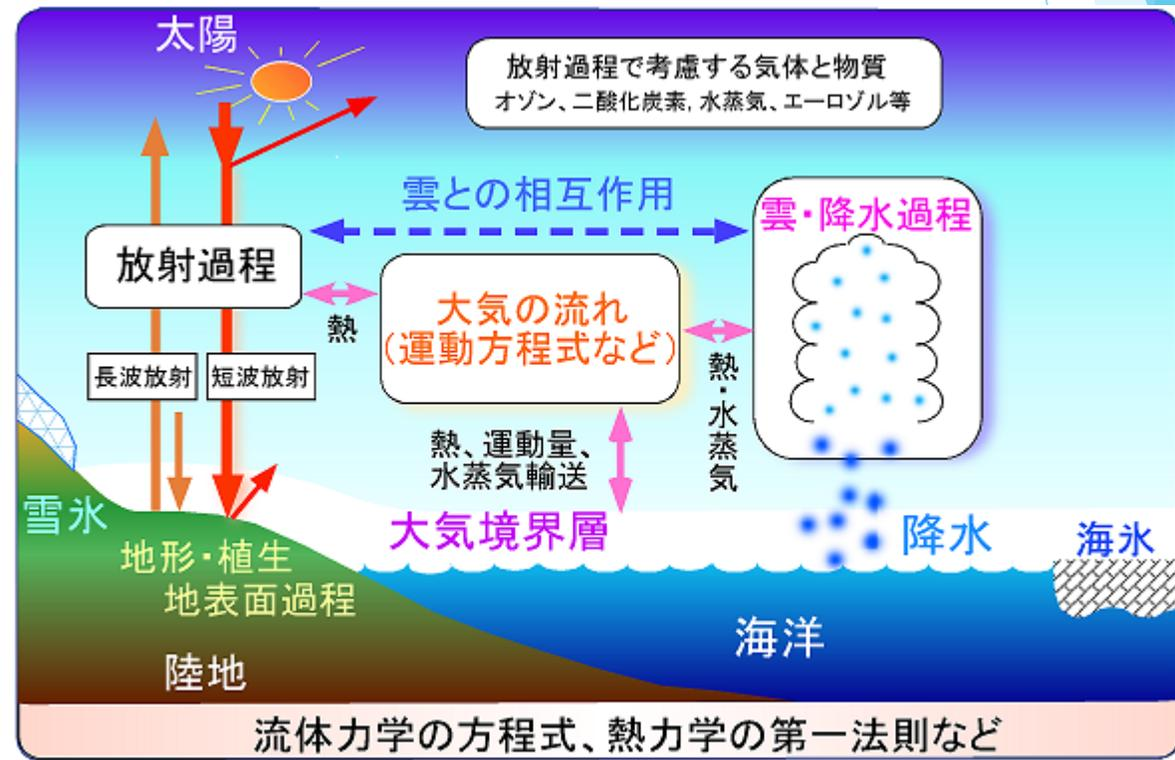 太陽
放射過程で考慮する気体と物質
オゾン、二酸化炭素, 水蒸気、エーロゾル等
雲との相互作用
雲・降水過程
放射過程
大気の流れ
(運動方程式など)
熱
熱・水蒸気
長波放射
短波放射
熱、運動量、
水蒸気輸送
雪氷
大気境界層
降水
海氷
地形・植生
地表面過程
海洋
陸地
流体力学の方程式、熱力学の第一法則など